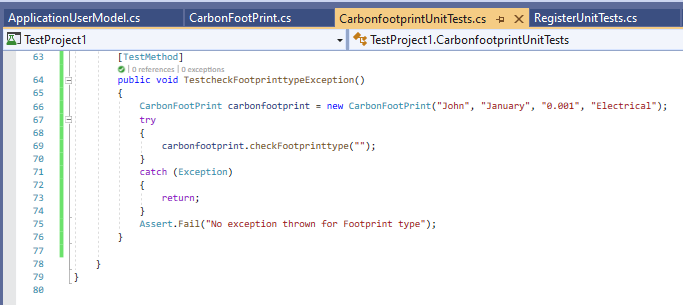 ApplicationUserModel.cs CarbonFootPrint.cs CarbonfootprintUnitTests.cs RegisterUnitTests.cs
TestProject1 TestProject1.CarbonfootprintUnitTests
63 [TestMethod]
0 references | 0 exceptions
64 public void TestcheckFootprinttypeException()
65 {
66 CarbonFootPrint carbonfootprint = new CarbonFootPrint("John", "January", "0.001", "Electrical");
67 try
68 {
69 carbonfootprint.checkFootprinttype("");
70 }
71 catch (Exception)
72 {
73 return;
74 }
75 Assert.Fail("No exception thrown for Footprint type");
76 }
77
78 }
79 }
80